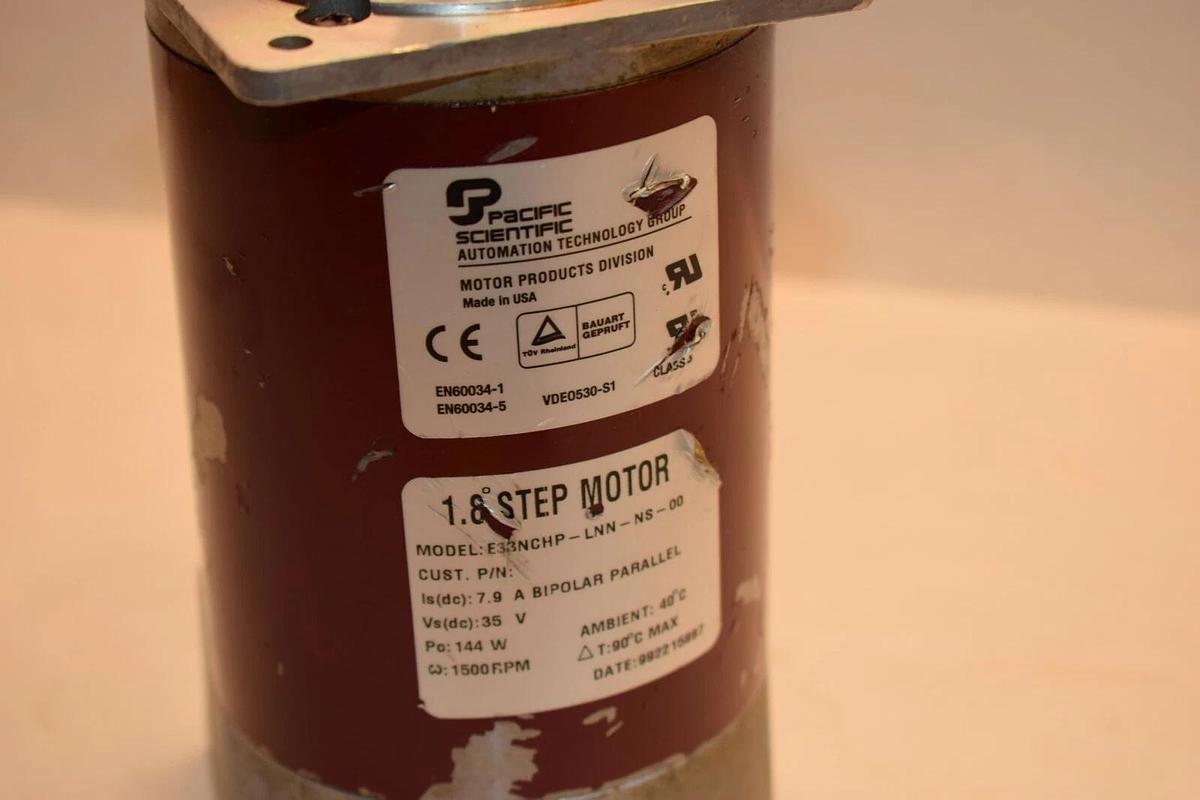 PACIFIC
SCIENTIFIC
AUTOMATION TECHNOLOGY GROUP
MOTOR PRODUCTS DIVISION
Made in USA
CE
TÜV Rheinland
BAUART
GEPRUFT
EN60034-1
EN60034-5
VDE0530-S1
CLASS
1.8° STEP MOTOR
MODEL: E33NCHP-LNN-NS-00
CUST. P/N:
Is(dc): 7.9 A BIPOLAR PARALLEL
Vs(dc): 35 V
Po: 144 W
ω: 1500RPM
AMBIENT: 40°C
△T:90°C MAX
DATE: